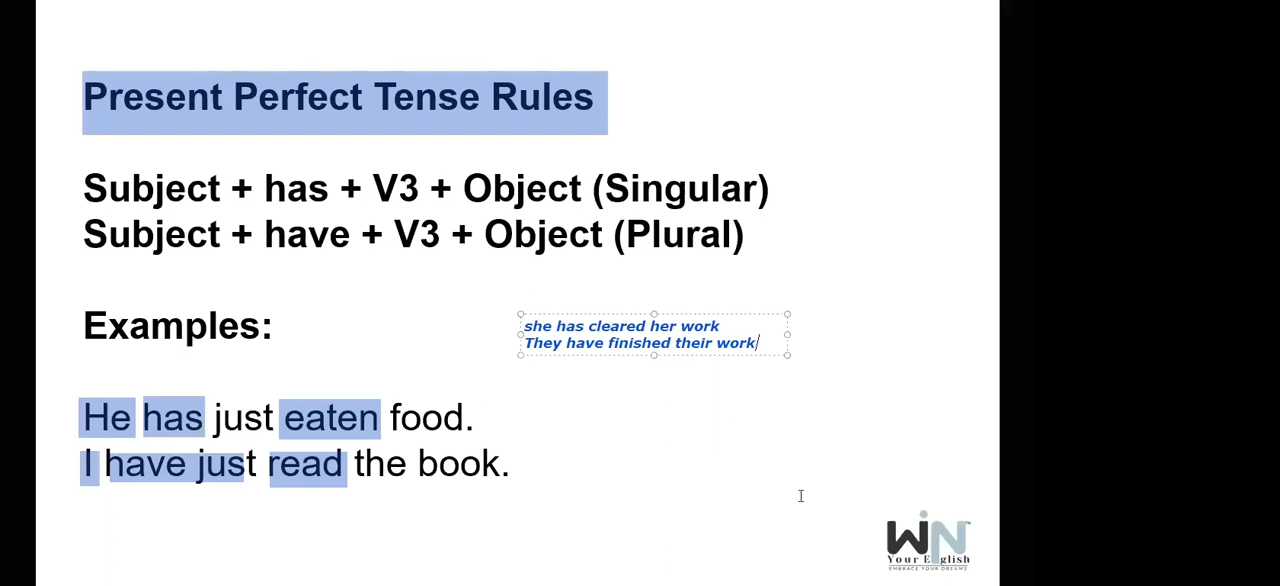 Present Perfect Tense Rules
Subject + has + V3 + Object (Singular)
Subject + have + V3 + Object (Plural)
Examples:
she has cleared her work
They have finished their work
He has just eaten food.
I have just read the book.
WIN™
Your English
EMBRACE YOUR DREAMS